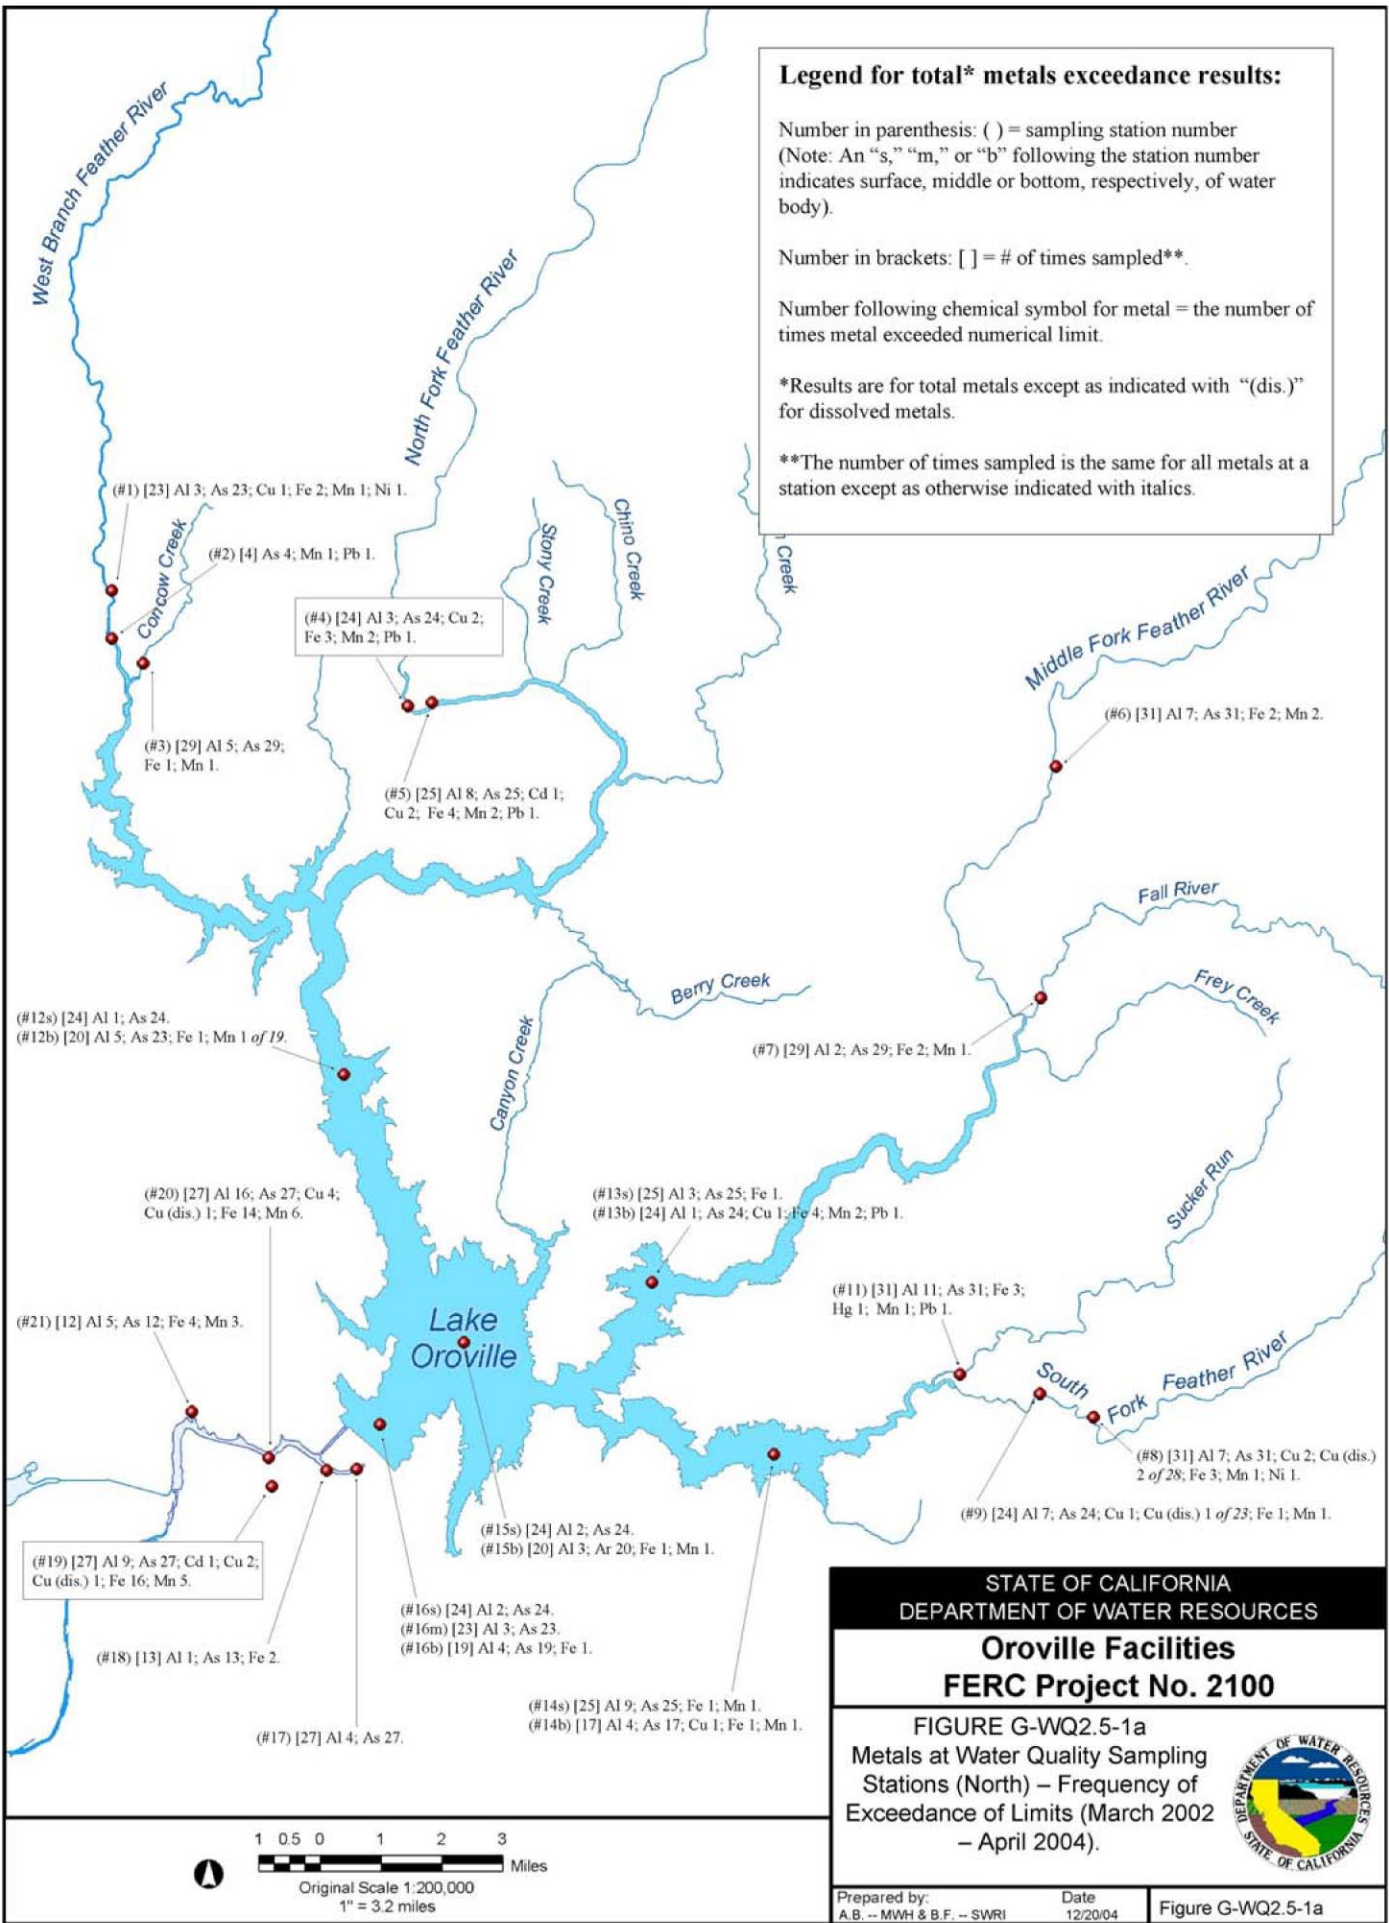 Legend for total* metals exceedance results:
Number in parenthesis: ( ) = sampling station number
(Note: An “s,” “m,” or “b” following the station number
indicates surface, middle or bottom, respectively, of water
body).
Number in brackets: [ ] = # of times sampled**.
Number following chemical symbol for metal = the number of
times metal exceeded numerical limit.
*Results are for total metals except as indicated with “(dis.)”
for dissolved metals.
**The number of times sampled is the same for all metals at a
station except as otherwise indicated with italics.
West Branch Feather River
North Fork Feather River
(#1) [23] Al 3; As 23; Cu 1; Fe 2; Mn 1; Ni 1.
Concow Creek
(#2) [4] As 4; Mn 1; Pb 1.
Stony Creek
Chino Creek
Creek
(#4) [24] Al 3; As 24; Cu 2;
Fe 3; Mn 2; Pb 1.
Middle Fork Feather River
(#3) [29] Al 5; As 29;
Fe 1; Mn 1.
(#6) [31] Al 7; As 31; Fe 2; Mn 2.
(#5) [25] Al 8; As 25; Cd 1;
Cu 2; Fe 4; Mn 2; Pb 1.
Fall River
Berry Creek
Frey Creek
(#12s) [24] Al 1; As 24.
(#12b) [20] Al 5; As 23; Fe 1; Mn 1 of 19.
Canyon Creek
(#7) [29] Al 2; As 29; Fe 2; Mn 1.
(#20) [27] Al 16; As 27; Cu 4;
Cu (dis.) 1; Fe 14; Mn 6.
(#13s) [25] Al 3; As 25; Fe 1.
(#13b) [24] Al 1; As 24; Cu 1; Fe 4; Mn 2; Pb 1.
Sucker Run
(#11) [31] Al 11; As 31; Fe 3;
Hg 1; Mn 1; Pb 1.
(#21) [12] Al 5; As 12; Fe 4; Mn 3.
Lake
Oroville
South Fork Feather River
(#8) [31] Al 7; As 31; Cu 2; Cu (dis.)
2 of 28; Fe 3; Mn 1; Ni 1.
(#9) [24] Al 7; As 24; Cu 1; Cu (dis.) 1 of 23; Fe 1; Mn 1.
(#15s) [24] Al 2; As 24.
(#15b) [20] Al 3; Ar 20; Fe 1; Mn 1.
(#19) [27] Al 9; As 27; Cd 1; Cu 2;
Cu (dis.) 1; Fe 16; Mn 5.
(#16s) [24] Al 2; As 24.
(#16m) [23] Al 3; As 23.
(#16b) [19] Al 4; As 19; Fe 1.
(#18) [13] Al 1; As 13; Fe 2.
(#14s) [25] Al 9; As 25; Fe 1; Mn 1.
(#14b) [17] Al 4; As 17; Cu 1; Fe 1; Mn 1.
(#17) [27] Al 4; As 27.
STATE OF CALIFORNIA
DEPARTMENT OF WATER RESOURCES
Oroville Facilities
FERC Project No. 2100
FIGURE G-WQ2.5-1a
Metals at Water Quality Sampling
Stations (North) – Frequency of
Exceedance of Limits (March 2002
– April 2004).
DEPARTMENT OF WATER RESOURCES
STATE OF CALIFORNIA
1 0.5 0 1 2 3
Miles
Original Scale 1:200,000
1" = 3.2 miles
Prepared by:
A.B. -- MWH & B.F. -- SWRI
Date
12/20/04
Figure G-WQ2.5-1a